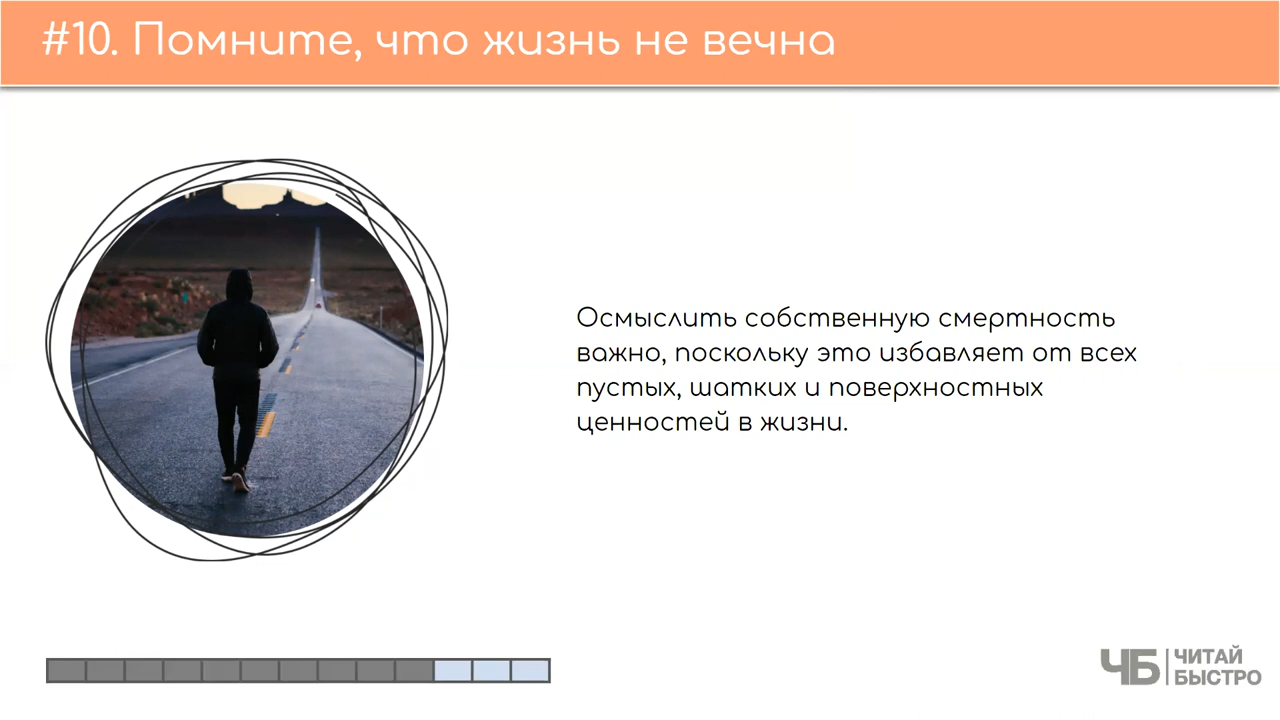 #10. Помните, что жизнь не вечна
Осмыслить собственную смертность
важно, поскольку это избавляет от всех
пустых, шатких и поверхностных
ценностей в жизни.
ЧБ
ЧИТАЙ
БЫСТРО